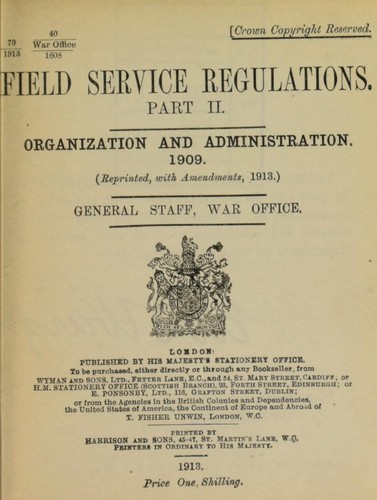 [Crown Copyright Reserved.
40
79 War Office
1913 1608
FIELD SERVICE REGULATIONS.
PART II.
ORGANIZATION AND ADMINISTRATION.
1909.
(Reprinted, with Amendments, 1913.)
GENERAL STAFF, WAR OFFICE.
LONDON:
PUBLISHED BY HIS MAJESTY'S STATIONERY OFFICE.
To be purchased, either directly or through any Bookseller, from
WYMAN AND SONS, LTD., FETTER LANE, E.C., and 54, ST. MARY STREET, CARDIFF; or
H.M. STATIONERY OFFICE (SCOTTISH BRANCH), 23, FORTH STREET, EDINBURGH; or
E. PONSONBY, LTD., 116, GRAFTON STREET, DUBLIN;
or from the Agencies in the British Colonies and Dependencies,
the United States of America, the Continent of Europe and Abroad of
T. FISHER UNWIN, LONDON, W.C.
PRINTED BY
HARRISON AND SONS, 45-47, ST. MARTIN'S LANE, W.C.,
PRINTERS IN ORDINARY TO HIS MAJESTY.
1913.
Price One Shilling.